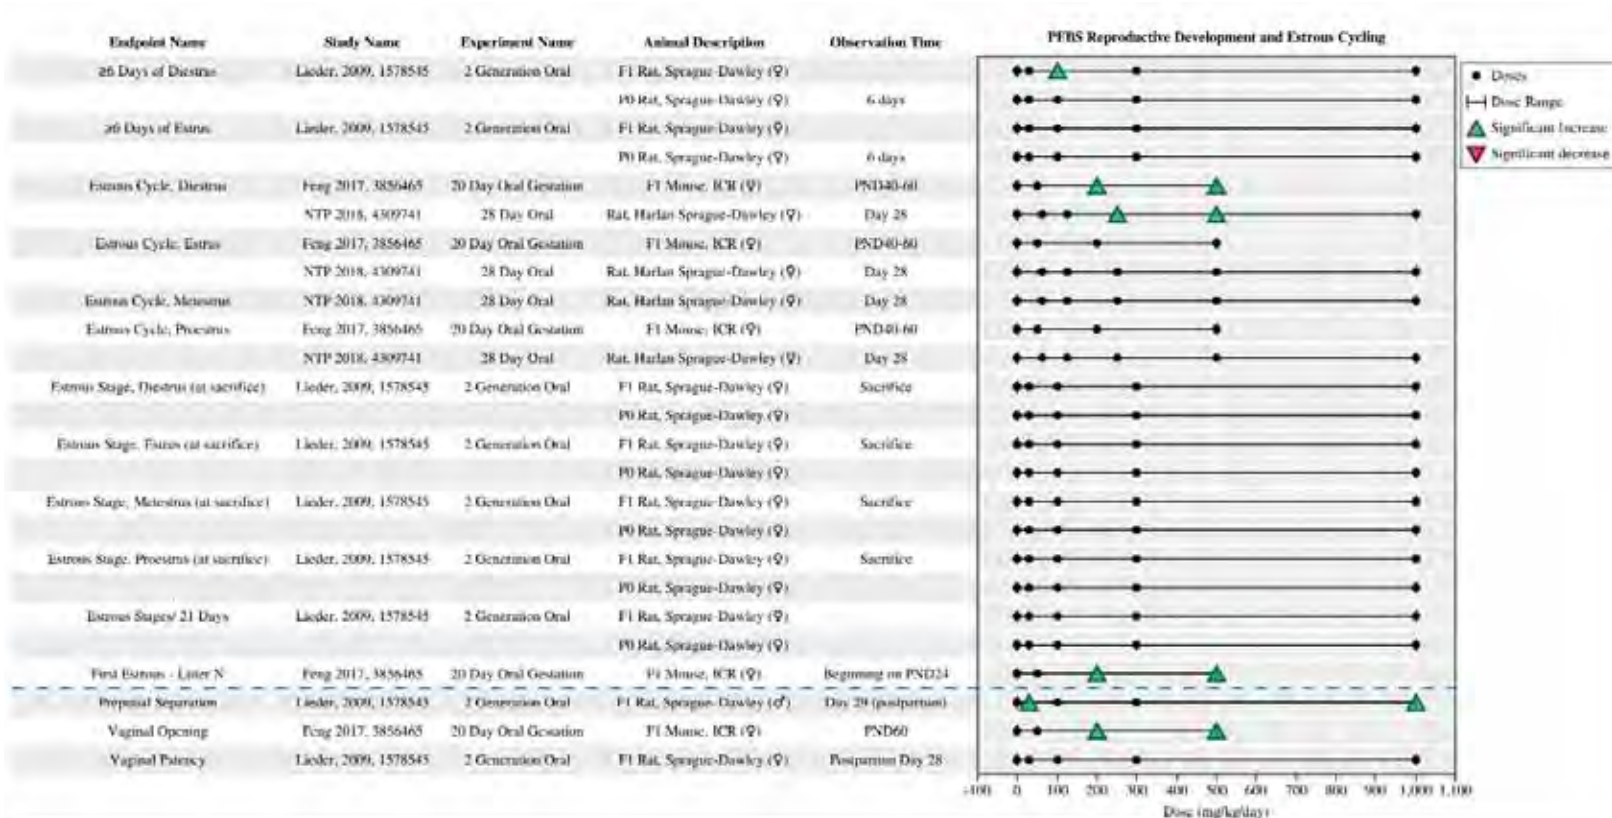 Endpoint Name Study Name Experiment Name Animal Description Observation Time PFBS Reproductive Development and Estrous Cycling
≥6 Days of Diestrus Lieder, 2009, 1578545 2 Generation Oral F1 Rat, Sprague-Dawley (♀)
P0 Rat, Sprague-Dawley (♀) 6 days
≥6 Days of Estrus Lieder, 2009, 1578545 2 Generation Oral F1 Rat, Sprague-Dawley (♀)
P0 Rat, Sprague-Dawley (♀) 6 days
Estrous Cycle, Diestrus Feng 2017, 3856465 20 Day Oral Gestation F1 Mouse, ICR (♀) PND40-60
NTP 2018, 4309741 28 Day Oral Rat, Harlan Sprague-Dawley (♀) Day 28
Estrous Cycle, Estrus Feng 2017, 3856465 20 Day Oral Gestation F1 Mouse, ICR (♀) PND40-60
NTP 2018, 4309741 28 Day Oral Rat, Harlan Sprague-Dawley (♀) Day 28
Estrous Cycle, Metestrus NTP 2018, 4309741 28 Day Oral Rat, Harlan Sprague-Dawley (♀) Day 28
Estrous Cycle, Proestrus Feng 2017, 3856465 20 Day Oral Gestation F1 Mouse, ICR (♀) PND40-60
NTP 2018, 4309741 28 Day Oral Rat, Harlan Sprague-Dawley (♀) Day 28
Estrous Stage, Diestrus (at sacrifice) Lieder, 2009, 1578545 2 Generation Oral F1 Rat, Sprague-Dawley (♀) Sacrifice
P0 Rat, Sprague-Dawley (♀)
Estrous Stage, Estrus (at sacrifice) Lieder, 2009, 1578545 2 Generation Oral F1 Rat, Sprague-Dawley (♀) Sacrifice
P0 Rat, Sprague-Dawley (♀)
Estrous Stage, Metestrus (at sacrifice) Lieder, 2009, 1578545 2 Generation Oral F1 Rat, Sprague-Dawley (♀) Sacrifice
P0 Rat, Sprague-Dawley (♀)
Estrous Stage, Proestrus (at sacrifice) Lieder, 2009, 1578545 2 Generation Oral F1 Rat, Sprague-Dawley (♀) Sacrifice
P0 Rat, Sprague-Dawley (♀)
Estrous Stages/ 21 Days Lieder, 2009, 1578545 2 Generation Oral F1 Rat, Sprague-Dawley (♀)
P0 Rat, Sprague-Dawley (♀)
First Estrous - Litter N Feng 2017, 3856465 20 Day Oral Gestation F1 Mouse, ICR (♀) Beginning on PND24
Preputial Separation Lieder, 2009, 1578545 2 Generation Oral F1 Rat, Sprague-Dawley (♂) Day 29 (postpartum)
Vaginal Opening Feng 2017, 3856465 20 Day Oral Gestation F1 Mouse, ICR (♀) PND60
Vaginal Patency Lieder, 2009, 1578545 2 Generation Oral F1 Rat, Sprague-Dawley (♀) Postpartum Day 28
-100 0 100 200 300 400 500 600 700 800 900 1,000 1,100
Dose (mg/kg/day)
Doses
Dose Range
Significant Increase
Significant decrease